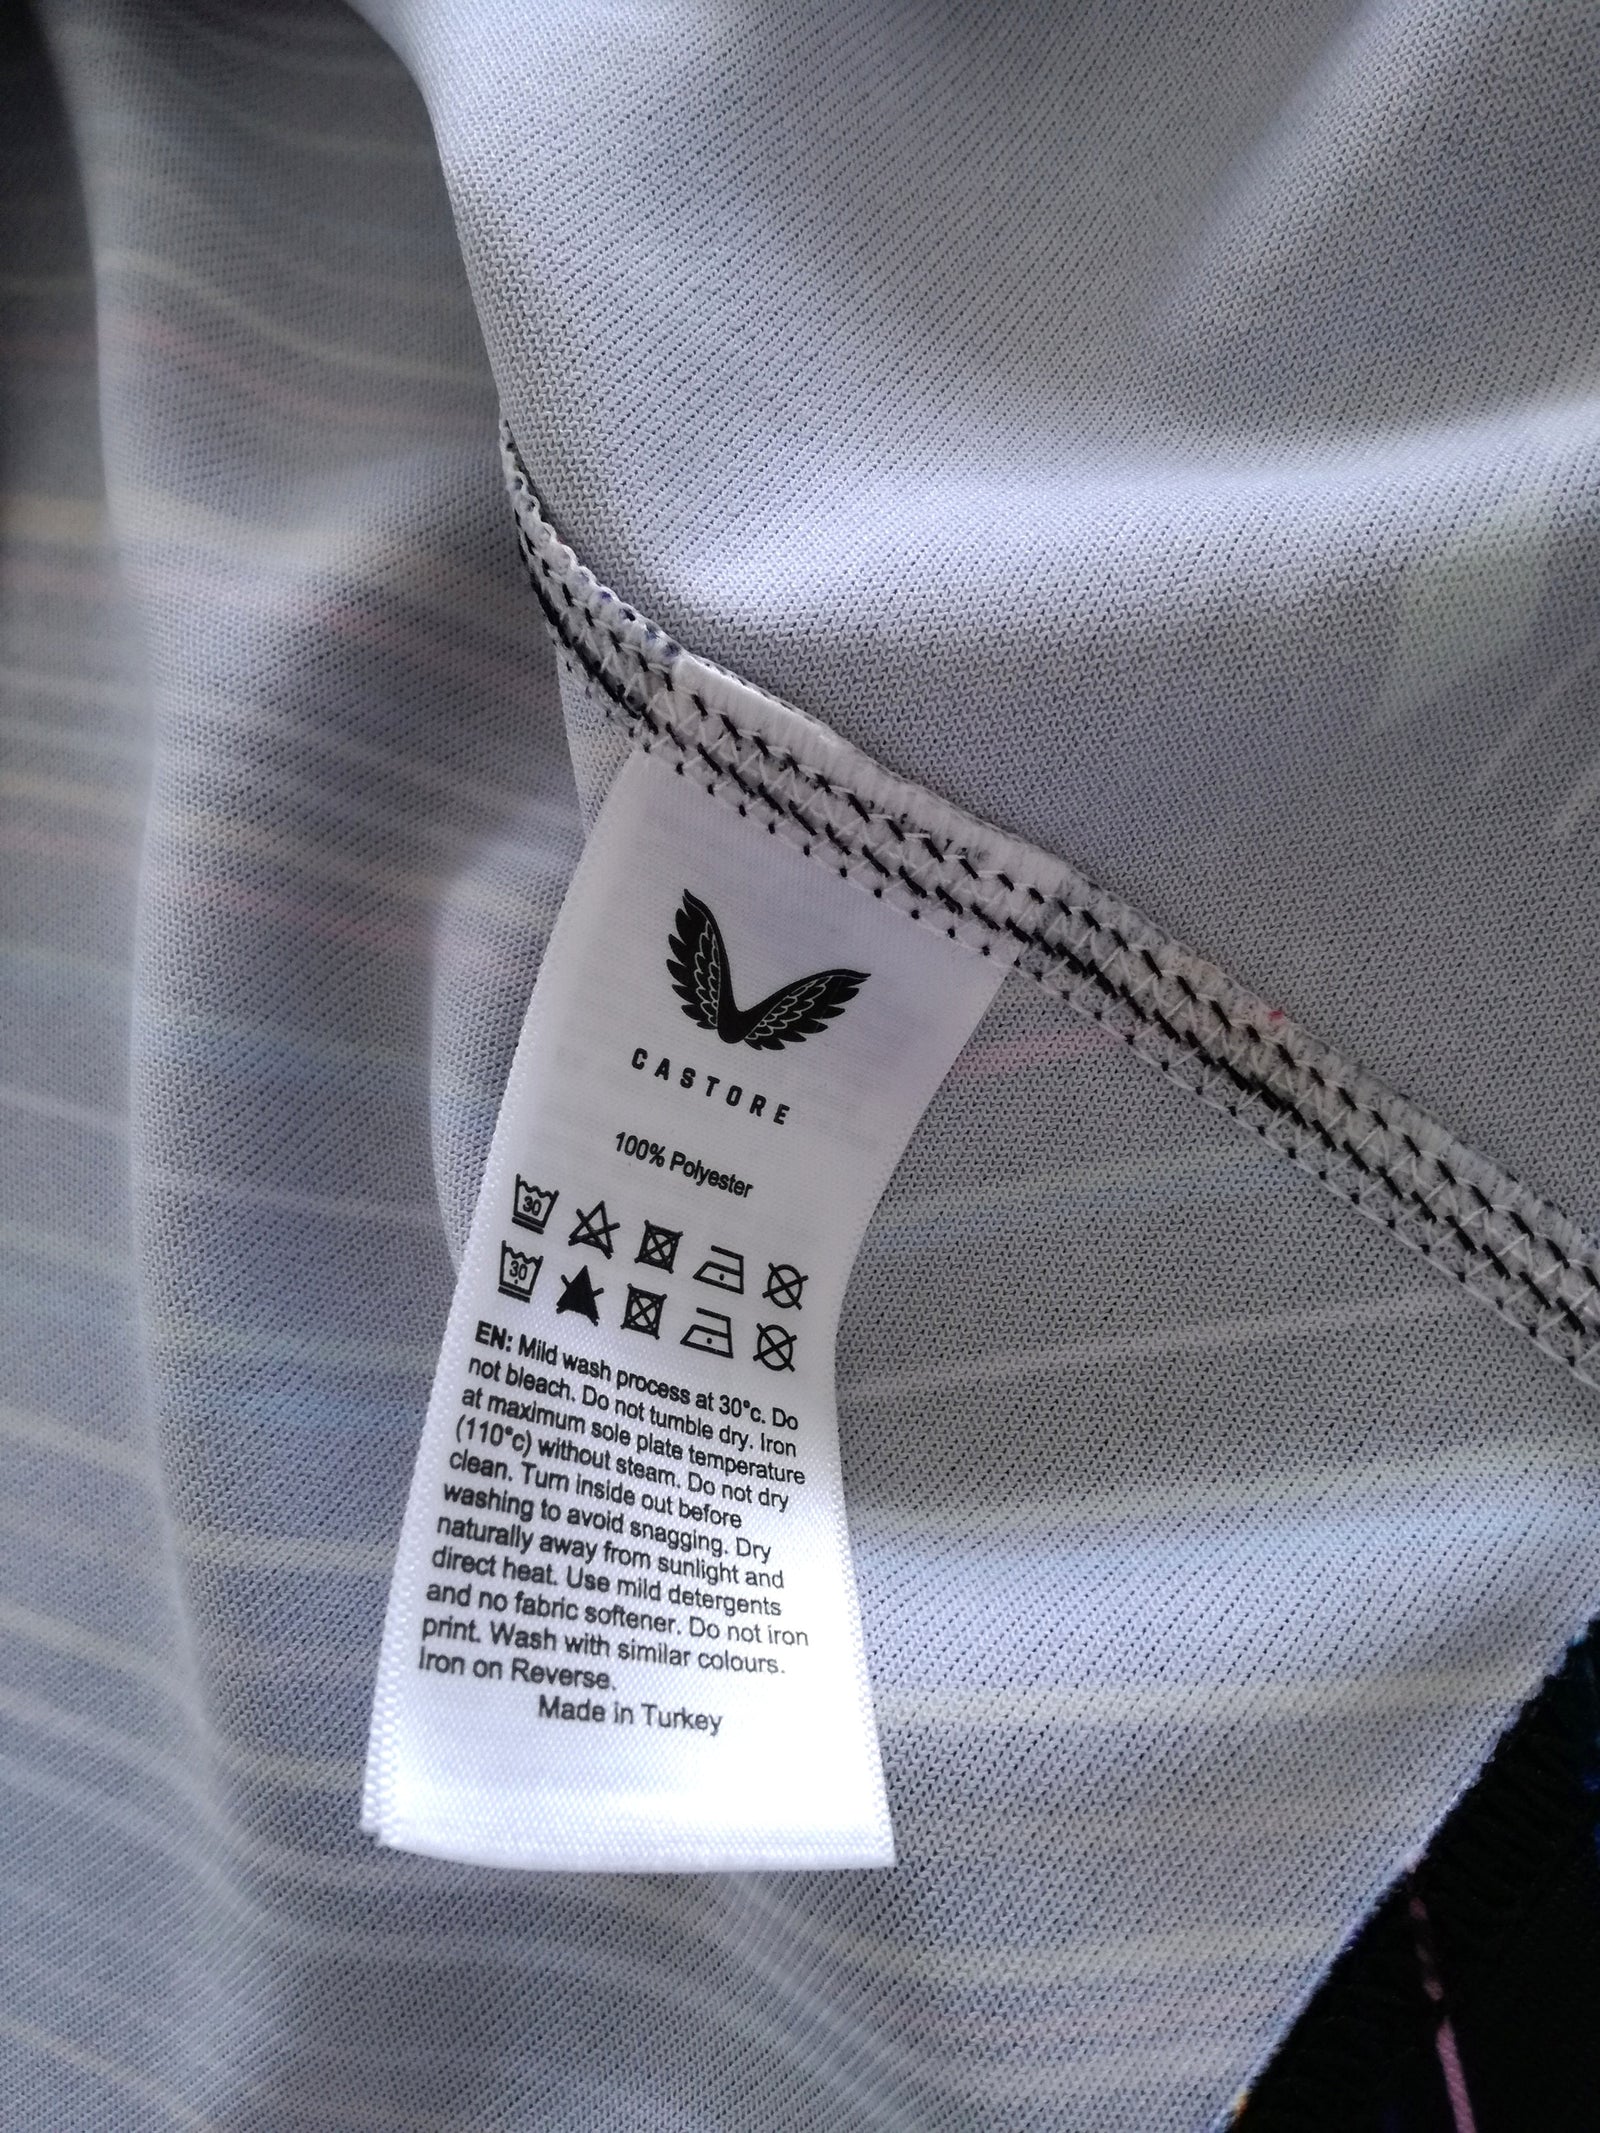 CASTORE
100% Polyester
30
30
EN: Mild wash process at 30°c. Do
not bleach. Do not tumble dry. Iron
at maximum sole plate temperature
(110°c) without steam. Do not dry
clean. Turn inside out before
washing to avoid snagging. Dry
naturally away from sunlight and
direct heat. Use mild detergents
and no fabric softener. Do not iron
print. Wash with similar colours.
Iron on Reverse.
Made in Turkey